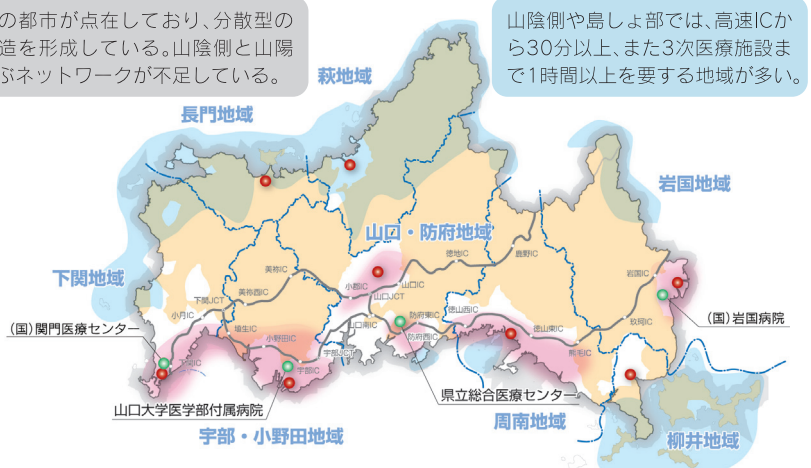 の都市が点在しており、分散型の
造を形成している。山陰側と山陽
ぶネットワークが不足している。
山陰側や島しょ部では、高速ICか
ら30分以上、また3次医療施設ま
で1時間以上を要する地域が多い。
萩地域
長門地域
岩国地域
山口・防府地域
下関地域
鹿野IC
徳地IC
美祢IC
山口IC
岩国IC
小郡IC
美祢西IC
山口JCT
下関JCT
小月IC
防府東IC
徳山西IC
玖珂IC
(国)岩国病院
(国)関門医療センター
埴生IC
山口南IC
防府西IC
徳山東IC
小野田IC
宇部JCT
熊毛IC
下関IC
宇部IC
県立総合医療センター
山口大学医学部付属病院
周南地域
宇部・小野田地域
柳井地域